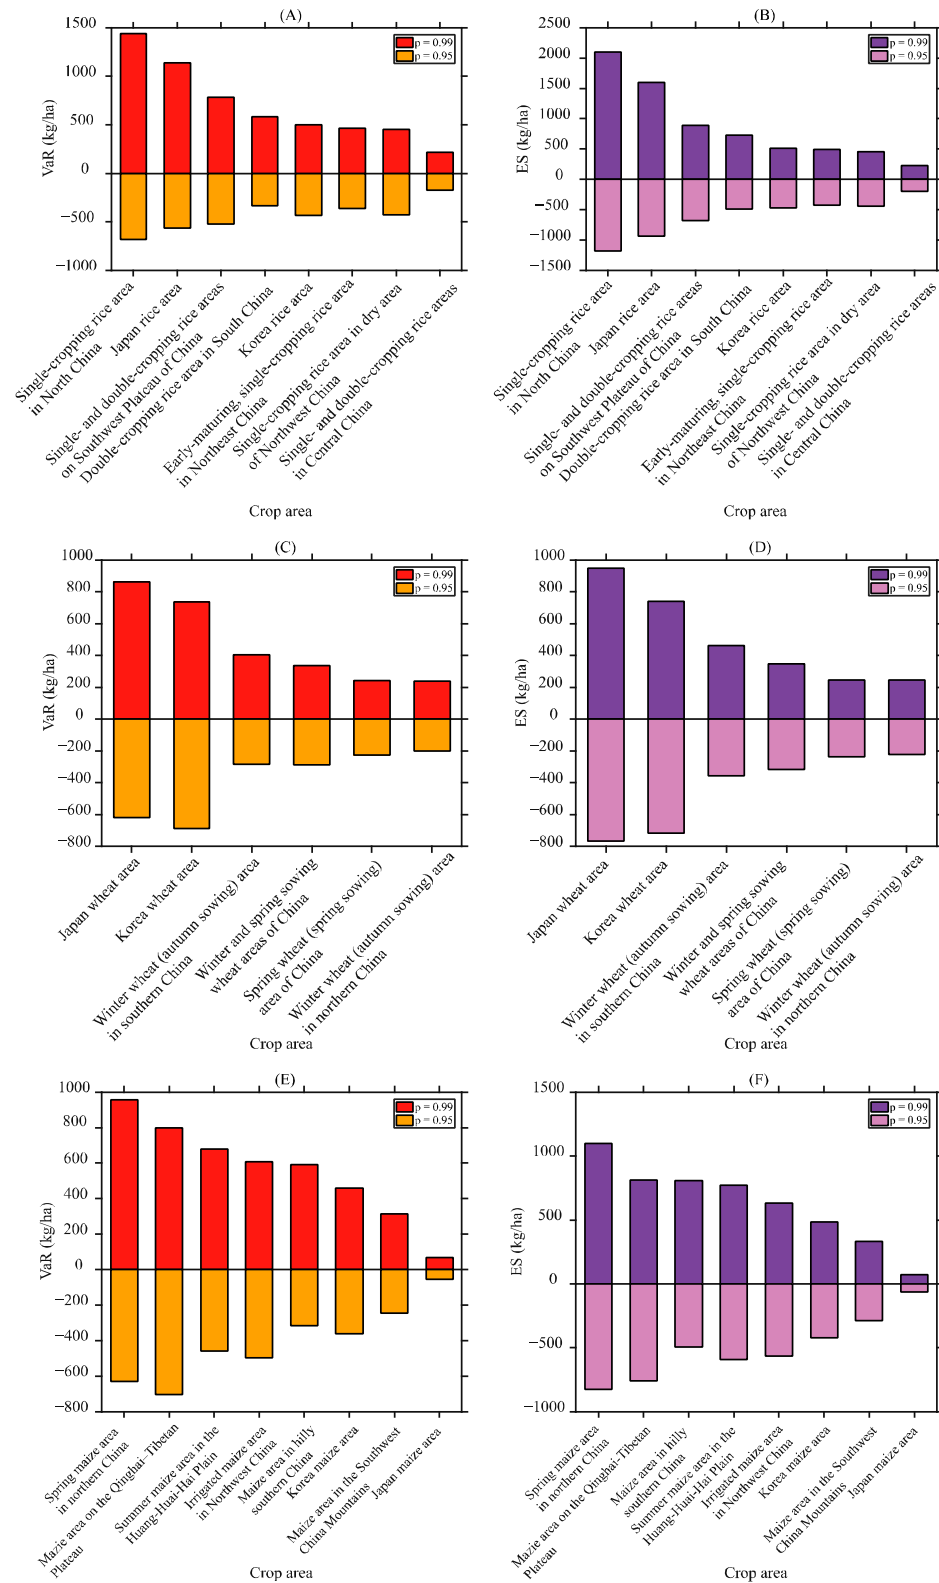 (A)
1500
1000
500
0
−500
−1000
VaR (kg/ha)
p = 0.99
p = 0.95
Single-cropping rice area
in North China
Japan rice area
Single- and double-cropping rice areas
on Southwest Plateau of China
Double-cropping rice area in South China
Korea rice area
Early-maturing, single-cropping rice area
in Northeast China
Single-cropping rice area in dry area
of Northwest China
Single- and double-cropping rice areas
in Central China
Crop area
(B)
2500
2000
1500
1000
500
0
−500
−1000
−1500
ES (kg/ha)
p = 0.99
p = 0.95
Single-cropping rice area
in North China
Japan rice area
Single- and double-cropping rice areas
on Southwest Plateau of China
Double-cropping rice area in South China
Korea rice area
Early-maturing, single-cropping rice area
in Northeast China
Single-cropping rice area in dry area
of Northwest China
Single- and double-cropping rice areas
in Central China
Crop area
(C)
1000
800
600
400
200
0
−200
−400
−600
−800
VaR (kg/ha)
p = 0.99
p = 0.95
Japan wheat area
Korea wheat area
Winter wheat (autumn sowing) area
in southern China
Winter and spring sowing
wheat areas of China
Spring wheat (spring sowing)
area of China
Winter wheat (autumn sowing) area
in northern China
Crop area
(D)
1000
800
600
400
200
0
−200
−400
−600
−800
ES (kg/ha)
p = 0.99
p = 0.95
Japan wheat area
Korea wheat area
Winter wheat (autumn sowing) area
in southern China
Winter and spring sowing
wheat areas of China
Spring wheat (spring sowing)
area of China
Winter wheat (autumn sowing) area
in northern China
Crop area
(E)
1000
800
600
400
200
0
−200
−400
−600
−800
VaR (kg/ha)
p = 0.99
p = 0.95
Spring maize area
in northern China
Mazie area on the Qinghai–Tibetan
Plateau
Summer maize area in the
Huang-Huai-Hai Plain
Irrigated maize area
in Northwest China
Maize area in hilly
southern China
Korea maize area
Maize area in the Southwest
China Mountains
Japan maize area
Crop area
(F)
1500
1000
500
0
−500
−1000
ES (kg/ha)
p = 0.99
p = 0.95
Spring maize area
in northern China
Mazie area on the Qinghai–Tibetan
Plateau
Maize area in hilly
southern China
Summer maize area in the
Huang-Huai-Hai Plain
Irrigated maize area
in Northwest China
Korea maize area
Maize area in the Southwest
China Mountains
Japan maize area
Crop area